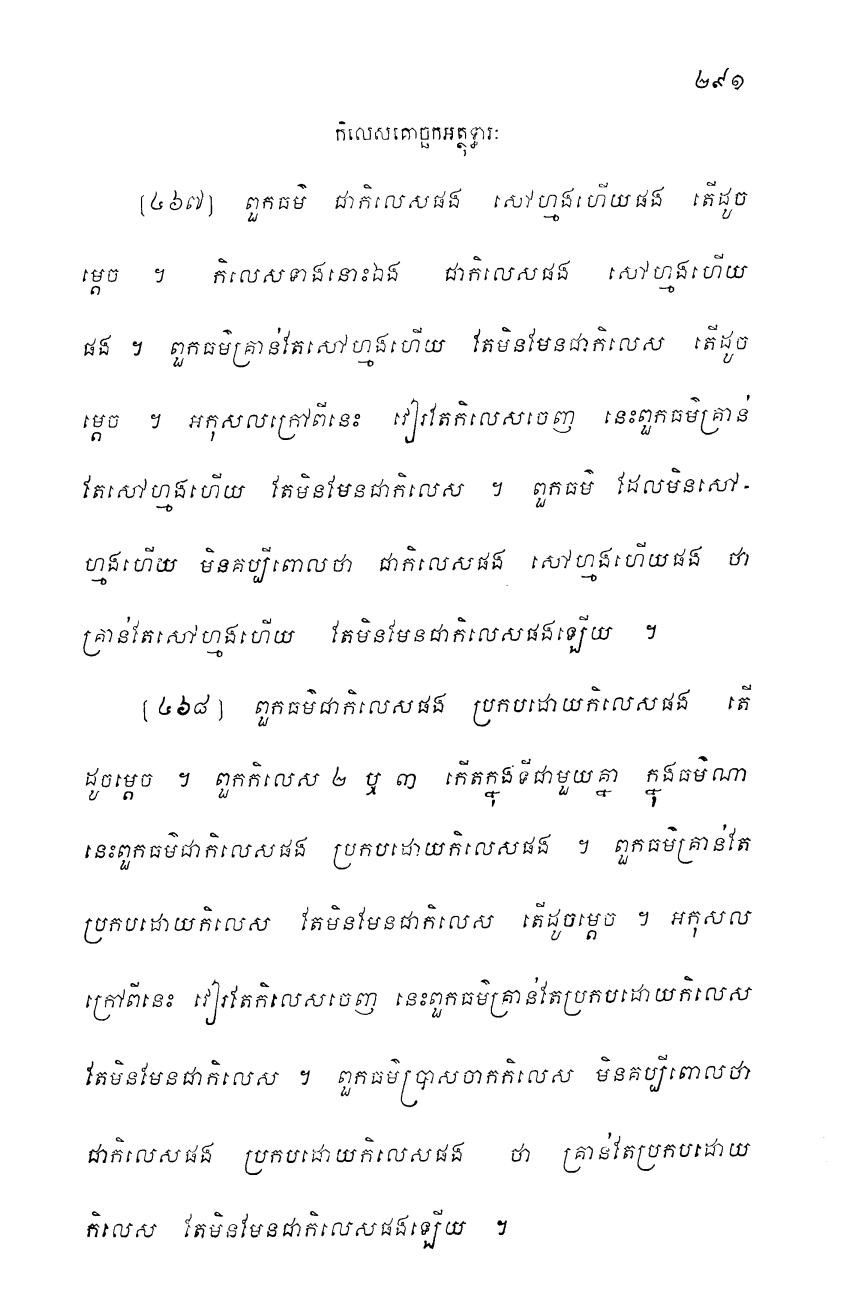 ២៩១
កិលេសគោច្ឆកអត្ថុទ្ធារៈ
(៤៦៧) ពួកធម៌ ជាកិលេសផង សៅហ្មងហើយផង តើដូច
ម្តេច ។ កិលេសទាំងនោះឯង ជាកិលេសផង សៅហ្មងហើយ
ផង ។ ពួកធម៌គ្រាន់តែសៅហ្មងហើយ តែមិនមែនជាកិលេស តើដូច
ម្តេច ។ អកុសលក្រៅពីនេះ វៀរតែកិលេសចេញ នេះពួកធម៌គ្រាន់
តែសៅហ្មងហើយ តែមិនមែនជាកិលេស ។ ពួកធម៌ ដែលមិនសៅ-
ហ្មងហើយ មិនគប្បីពោលថា ជាកិលេសផង សៅហ្មងហើយផង ថា
គ្រាន់តែសៅហ្មងហើយ តែមិនមែនជាកិលេសផងឡើយ ។
(៤៦៨) ពួកធម៌ជាកិលេសផង ប្រកបដោយកិលេសផង តើ
ដូចម្តេច ។ ពួកកិលេស ២ ឬ ៣ កើតក្នុងទីជាមួយគ្នា ក្នុងធម៌ណា
នេះពួកធម៌ជាកិលេសផង ប្រកបដោយកិលេសផង ។ ពួកធម៌គ្រាន់តែ
ប្រកបដោយកិលេស តែមិនមែនជាកិលេស តើដូចម្តេច ។ អកុសល
ក្រៅពីនេះ វៀរតែកិលេសចេញ នេះពួកធម៌គ្រាន់តែប្រកបដោយកិលេស
តែមិនមែនជាកិលេស ។ ពួកធម៌ប្រាសចាកកិលេស មិនគប្បីពោលថា
ជាកិលេសផង ប្រកបដោយកិលេសផង ថា គ្រាន់តែប្រកបដោយ
កិលេស តែមិនមែនជាកិលេសផងឡើយ ។